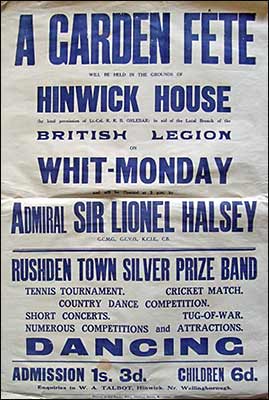 A GARDEN FÊTE
WILL BE HELD IN THE GROUNDS OF
HINWICK HOUSE
(by kind permission of Lt.-Col. R. R. B. ORLEBAR) in aid of the Local Branch of the
BRITISH LEGION
ON
WHIT-MONDAY
and will be Opened at 3 p.m. by
ADMIRAL SIR LIONEL HALSEY
G.C.M.G., G.C.V.O., K.C.I.E., C.B.
RUSHDEN TOWN SILVER PRIZE BAND
TENNIS TOURNAMENT. CRICKET MATCH.
COUNTRY DANCE COMPETITION.
SHORT CONCERTS. TUG-OF-WAR.
NUMEROUS COMPETITIONS and ATTRACTIONS.
DANCING
ADMISSION 1s. 3d. CHILDREN 6d.
Enquiries to W. A. TALBOT, Hinwick, Nr. Wellingborough.